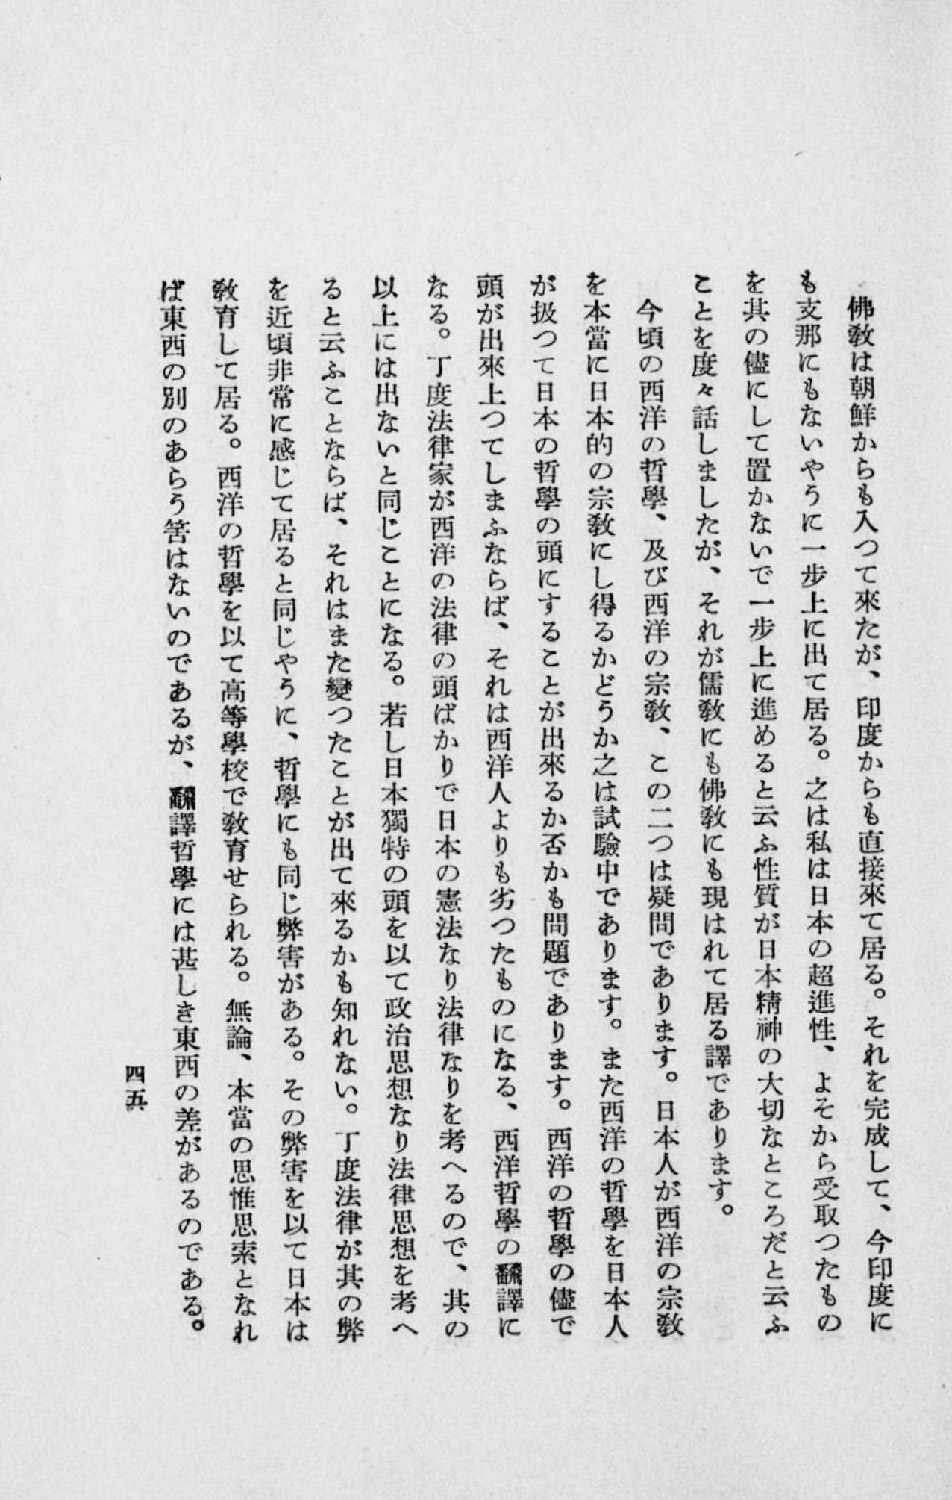 佛敎は朝鮮からも入つて來たが、印度からも直接來て居る。それを完成して、今印度に
も支那にもないやうに一步上に出て居る。之は私は日本の超進性、よそから受取つたもの
を其の儘にして置かないで一步上に進めると云ふ性質が日本精神の大切なところだと云ふ
ことを度々話しましたが、それが儒敎にも佛敎にも現はれて居る譯であります。
今頃の西洋の哲學、及び西洋の宗敎、この二つは疑問であります。日本人が西洋の宗敎
を本當に日本的の宗敎にし得るかどうか之は試驗中であります。また西洋の哲學を日本人
が扱つて日本の哲學の頭にすることが出來るか否かも問題であります。西洋の哲學の儘で
頭が出來上つてしまふならば、それは西洋人よりも劣つたものになる、西洋哲學の飜譯に
なる。丁度法律家が西洋の法律の頭ばかりで日本の憲法なり法律なりを考へるので、其の
以上には出ないと同じことになる。若し日本獨特の頭を以て政治思想なり法律思想を考へ
ると云ふことならば、それはまた變つたことが出て來るかも知れない。丁度法律が其の弊
を近頃非常に感じて居ると同じやうに、哲學にも同じ弊害がある。その弊害を以て日本は
敎育して居る。西洋の哲學を以て高等學校で敎育せられる。無論、本當の思惟思索となれ
ば東西の別のあらう筈はないのであるが、飜譯哲學には甚しき東西の差があるのである。
四五